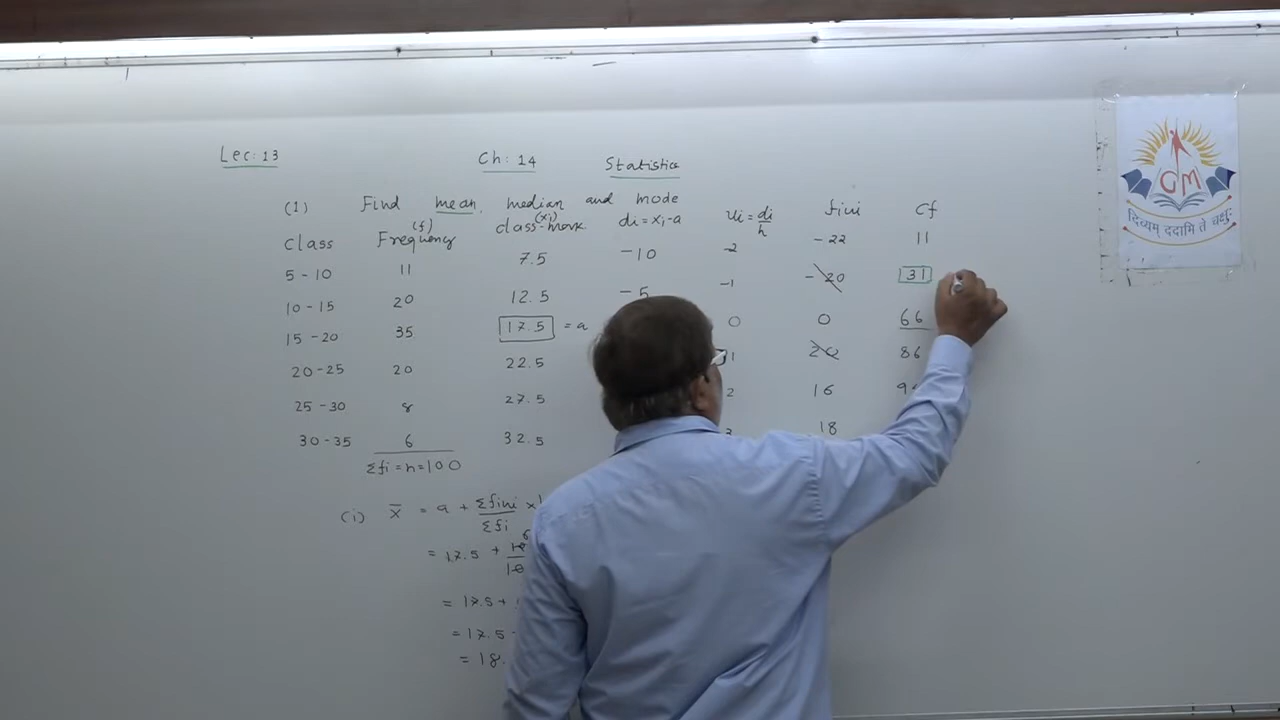 Lec: 13 Ch: 14 Statistics
(1) Find mean, median and mode
class Frequency (f) class-mark (xi) di = xi - a ui = di/h fiui cf
5 - 10 11 7.5 -10 -2 -22 11
10 - 15 20 12.5 -5 -1 -20 31
15 - 20 35 17.5 = a 0 0 66
20 - 25 20 22.5 1 20 86
25 - 30 8 27.5 2 16
30 - 35 6 32.5 18
Σfi = n = 100
(i) x̄ = a + Σfiui/Σfi ×
= 17.5 +
= 17.5 +
= 17.5
= 18.
GM
दिव्यम् ददामि ते चक्षुः